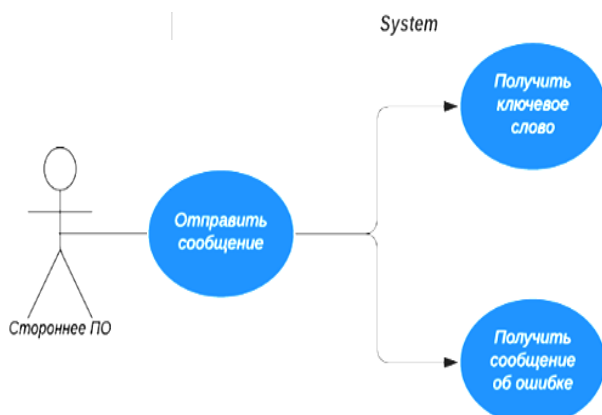 System
Получить
ключевое
слово
Отправить
сообщение
Стороннее ПО
Получить
сообщение
об ошибке